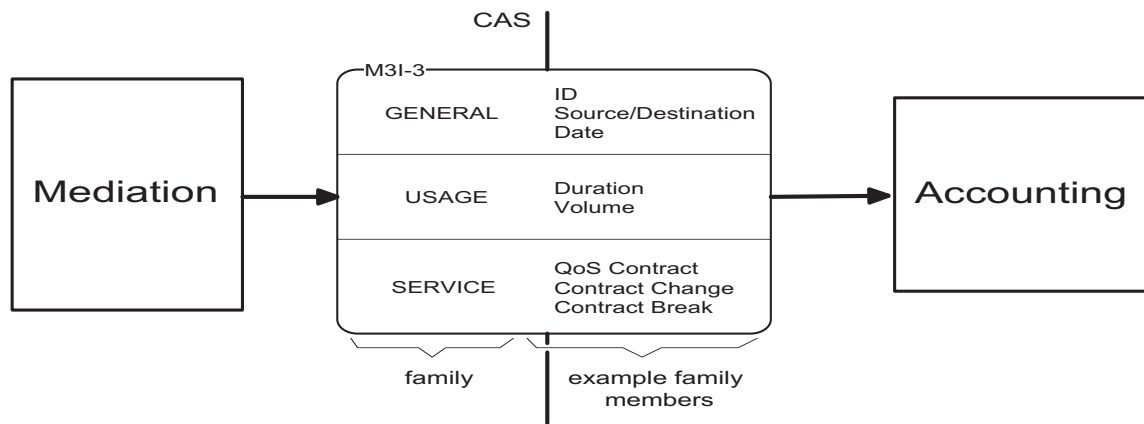 CAS
M3I-3
GENERAL
ID
Source/Destination
Date
Mediation
USAGE
Duration
Volume
Accounting
SERVICE
QoS Contract
Contract Change
Contract Break
family
example family
members